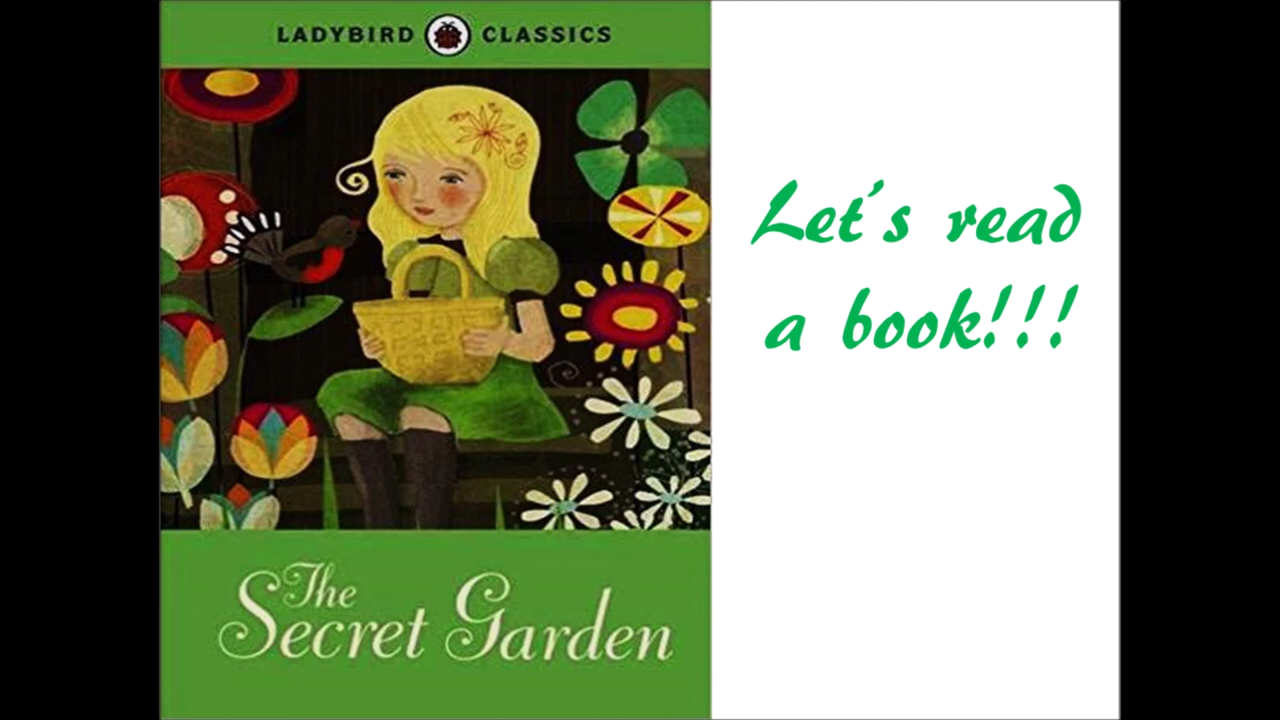 LADYBIRD CLASSICS
The
Secret Garden
Let's read
a book!!!